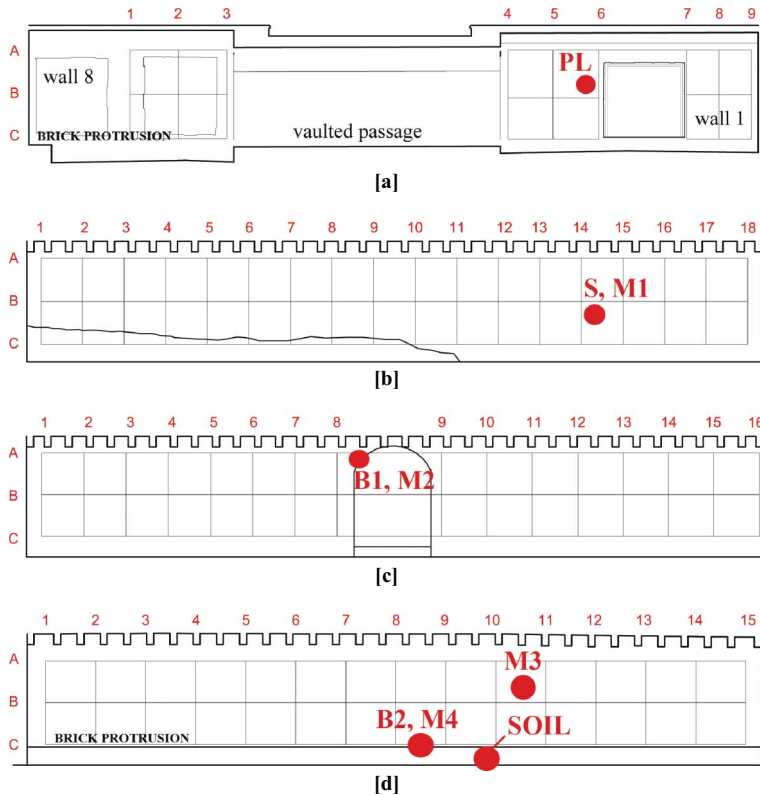 1 2 3 4 5 6 7 8 9
A
PL
wall 8
B
wall 1
C BRICK PROTRUSION
vaulted passage
[a]
1 2 3 4 5 6 7 8 9 10 11 12 13 14 15 16 17 18
A
S, M1
B
C
[b]
1 2 3 4 5 6 7 8 9 10 11 12 13 14 15 16
A
B1, M2
B
C
[c]
1 2 3 4 5 6 7 8 9 10 11 12 13 14 15
A
M3
B
B2, M4 SOIL
BRICK PROTRUSION
C
[d]